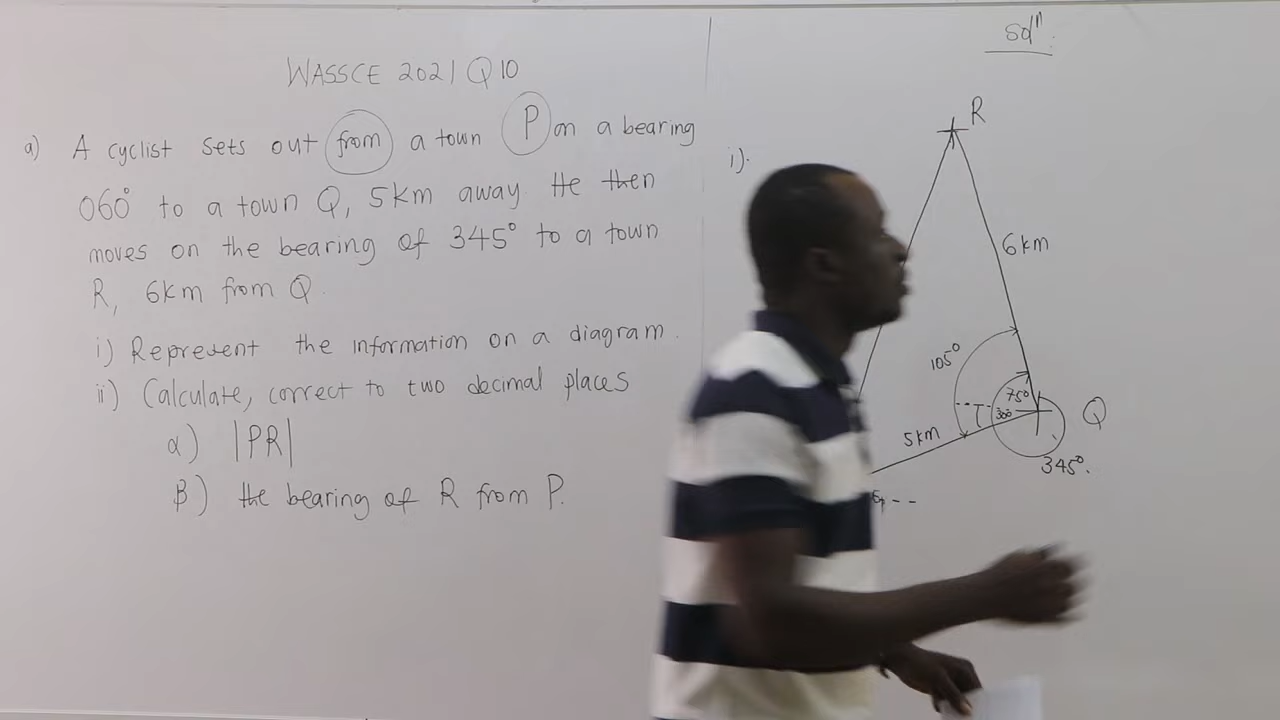 WASSCE 2021 Q10
a) A cyclist sets out from a town P on a bearing
060° to a town Q, 5km away. He then
moves on the bearing of 345° to a town
R, 6km from Q.
i) Represent the information on a diagram.
ii) Calculate, correct to two decimal places
α) |PR|
β) the bearing of R from P.
Soln:
i).
R
6km
105°
75°
30°
Q
5km
345°.